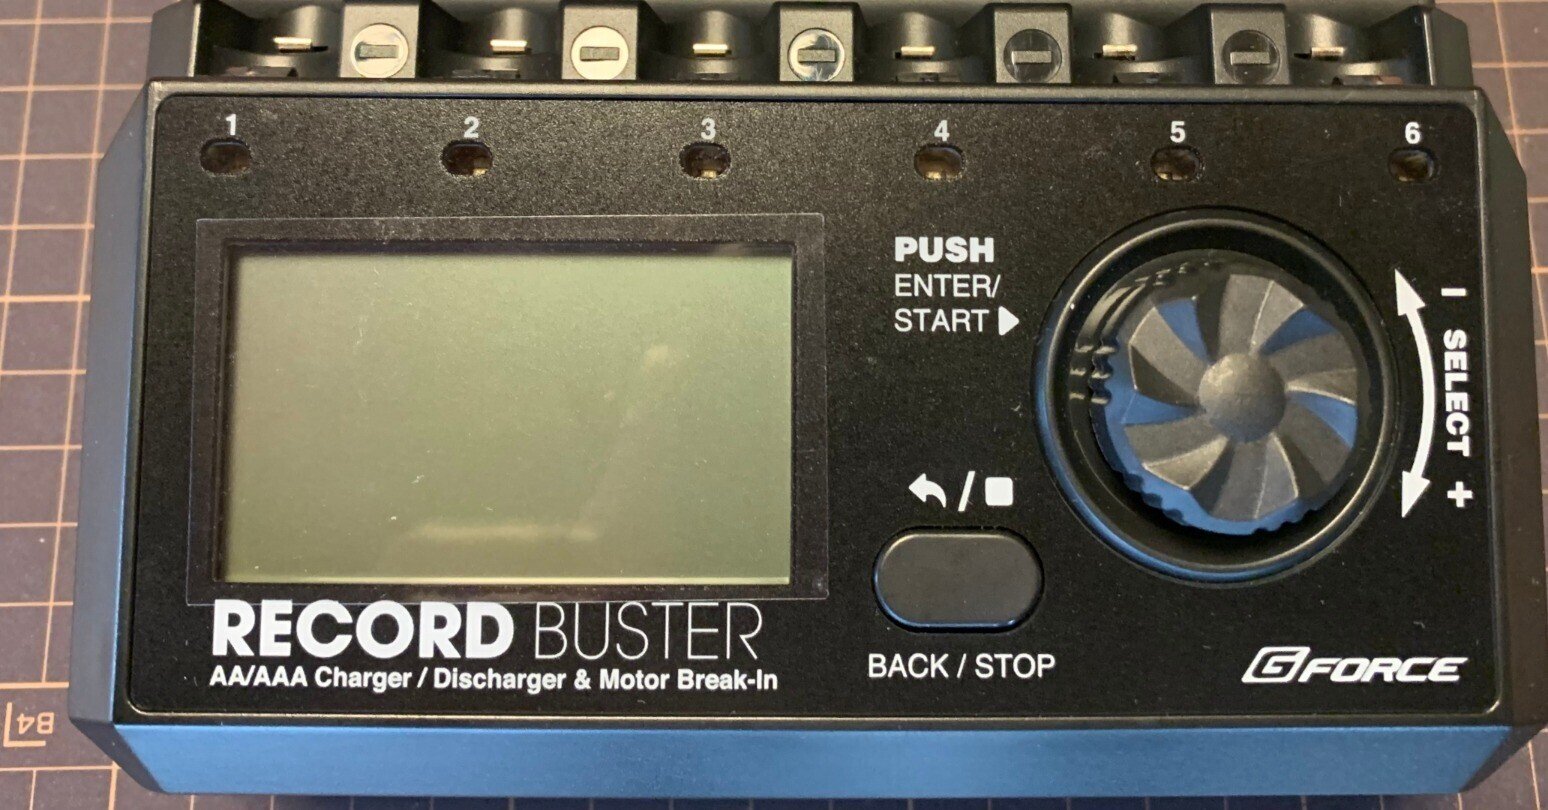 1 2 3 4 5 6
PUSH
ENTER/
START
− SELECT +
/
BACK / STOP
RECORD BUSTER
AA/AAA Charger / Discharger & Motor Break-In
G FORCE
B4